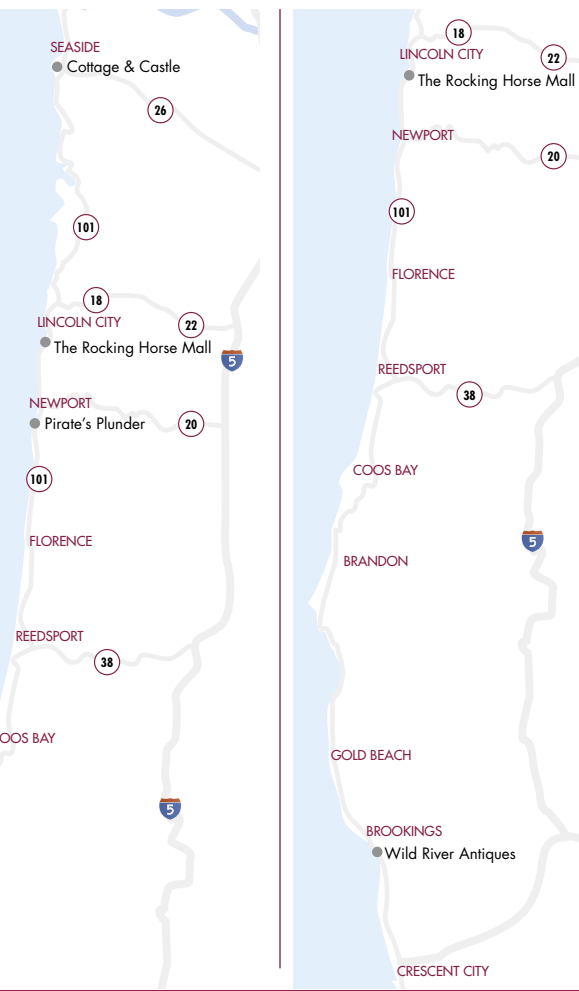 SEASIDE
Cottage & Castle
26
101
18
LINCOLN CITY
22
The Rocking Horse Mall
5
NEWPORT
Pirate's Plunder
20
101
FLORENCE
REEDSPORT
38
OOS BAY
5
18
LINCOLN CITY
22
The Rocking Horse Mall
NEWPORT
20
101
FLORENCE
REEDSPORT
38
COOS BAY
5
BRANDON
GOLD BEACH
BROOKINGS
Wild River Antiques
CRESCENT CITY